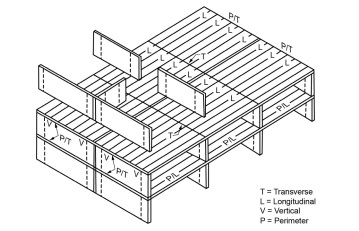 L P/T
L
L
L
L
L P/T
L
L
T
L
L
L
L
L
L
L
L
T
P/L
P/L
P/L
V P/T V
V P/T V
T = Transverse
L = Longitudinal
V = Vertical
P = Perimeter